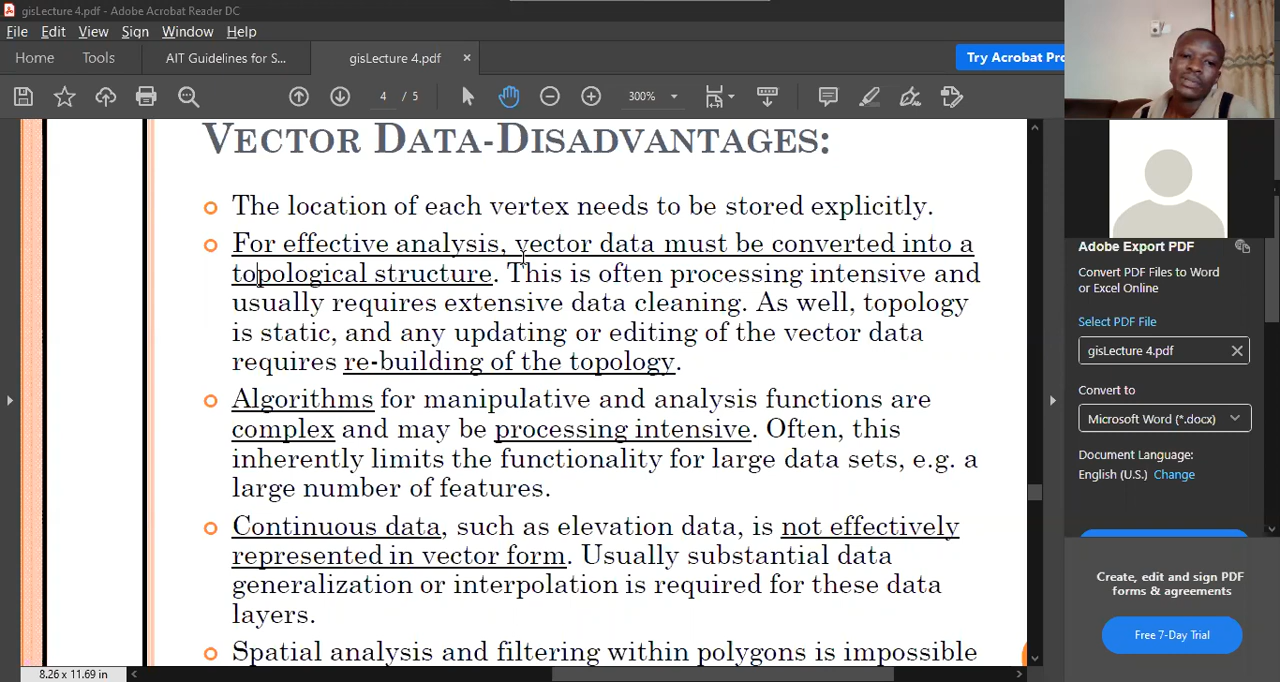 gisLecture 4.pdf - Adobe Acrobat Reader DC
File Edit View Sign Window Help
Home Tools AIT Guidelines for S... gisLecture 4.pdf × Try Acrobat Pro
4 / 5 300%
VECTOR DATA-DISADVANTAGES:
The location of each vertex needs to be stored explicitly.
For effective analysis, vector data must be converted into a
topological structure. This is often processing intensive and
usually requires extensive data cleaning. As well, topology
is static, and any updating or editing of the vector data
requires re-building of the topology.
Algorithms for manipulative and analysis functions are
complex and may be processing intensive. Often, this
inherently limits the functionality for large data sets, e.g. a
large number of features.
Continuous data, such as elevation data, is not effectively
represented in vector form. Usually substantial data
generalization or interpolation is required for these data
layers.
Spatial analysis and filtering within polygons is impossible
8.26 x 11.69 in
Adobe Export PDF
Convert PDF Files to Word
or Excel Online
Select PDF File
gisLecture 4.pdf
Convert to
Microsoft Word (*.docx)
Document Language:
English (U.S.) Change
Create, edit and sign PDF
forms & agreements
Free 7-Day Trial